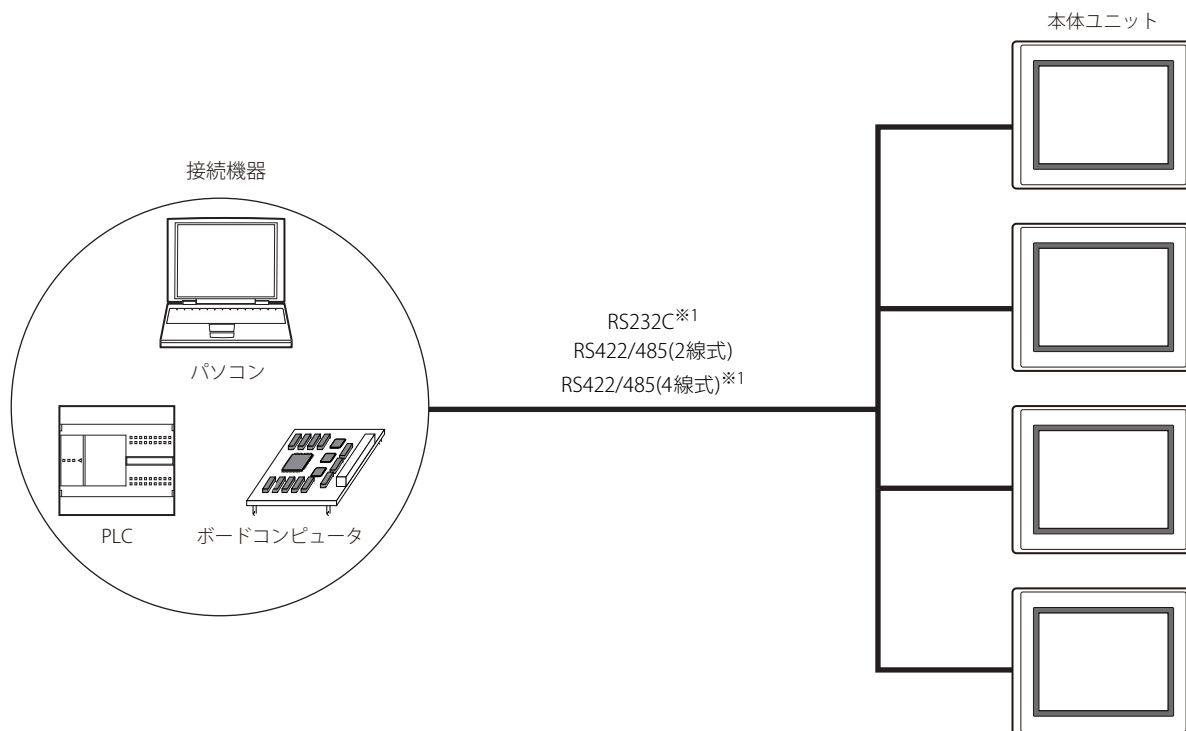 本体ユニット
接続機器
パソコン
PLC
ボードコンピュータ
RS232C※1
RS422/485(2線式)
RS422/485(4線式)※1